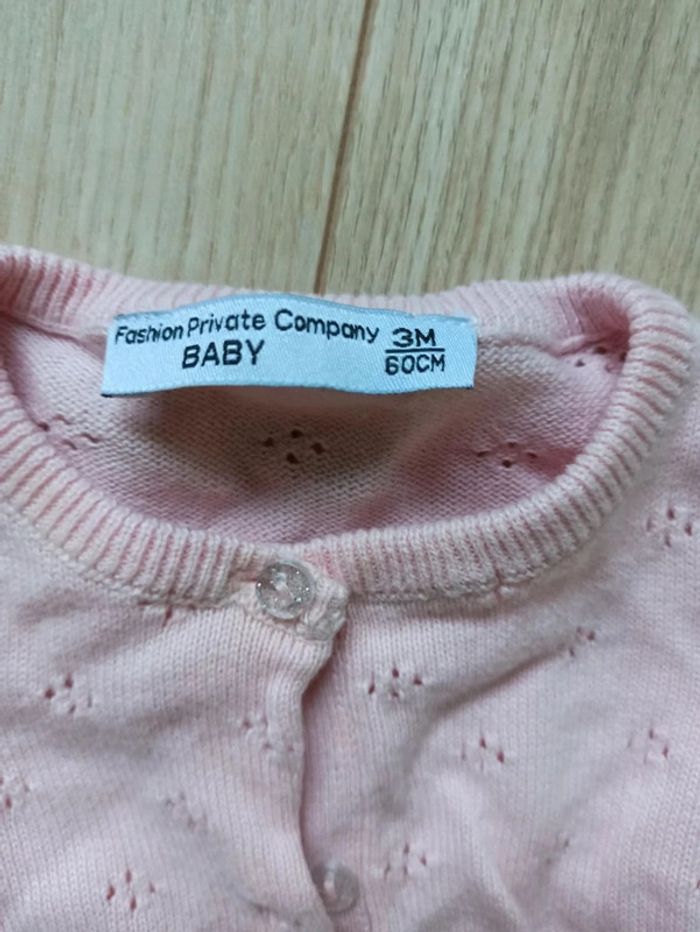 Fashion Private Company
BABY
3M
60CM